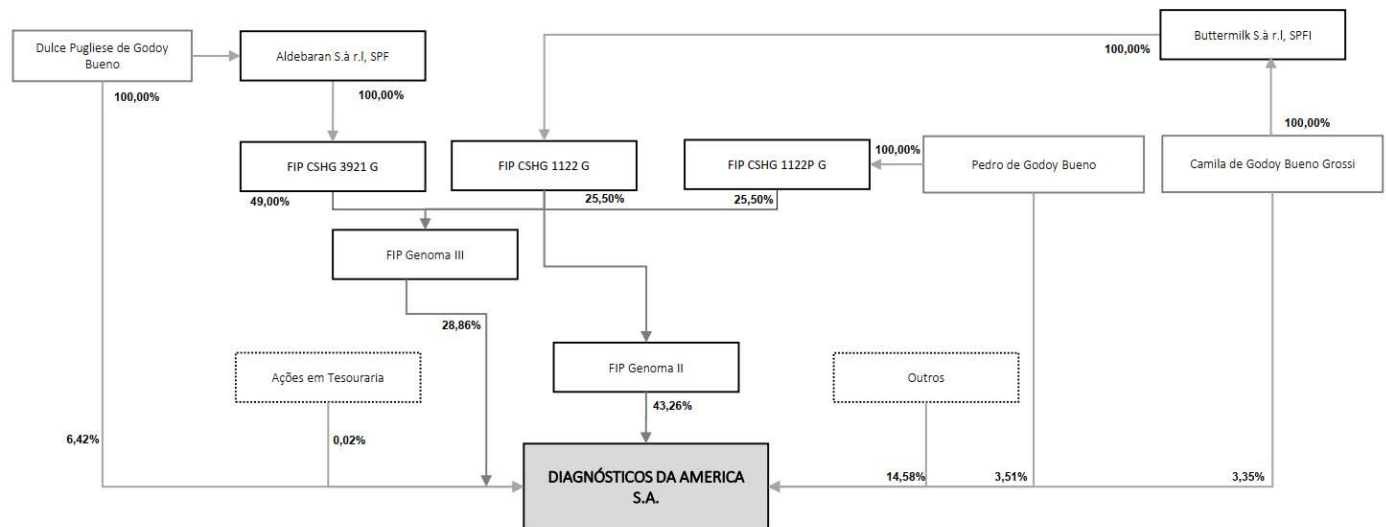 Dulce Pugliese de Godoy
Bueno
Aldebaran S.à r.l, SPF
Buttermilk S.à r.l, SPFI
100,00%
100,00%
100,00%
100,00%
FIP CSHG 3921 G
FIP CSHG 1122 G
FIP CSHG 1122P G
100,00%
Pedro de Godoy Bueno
Camila de Godoy Bueno Grossi
49,00%
25,50%
25,50%
FIP Genoma III
28,86%
Ações em Tesouraria
FIP Genoma II
Outros
43,26%
6,42%
0,02%
DIAGNÓSTICOS DA AMERICA
S.A.
14,58%
3,51%
3,35%